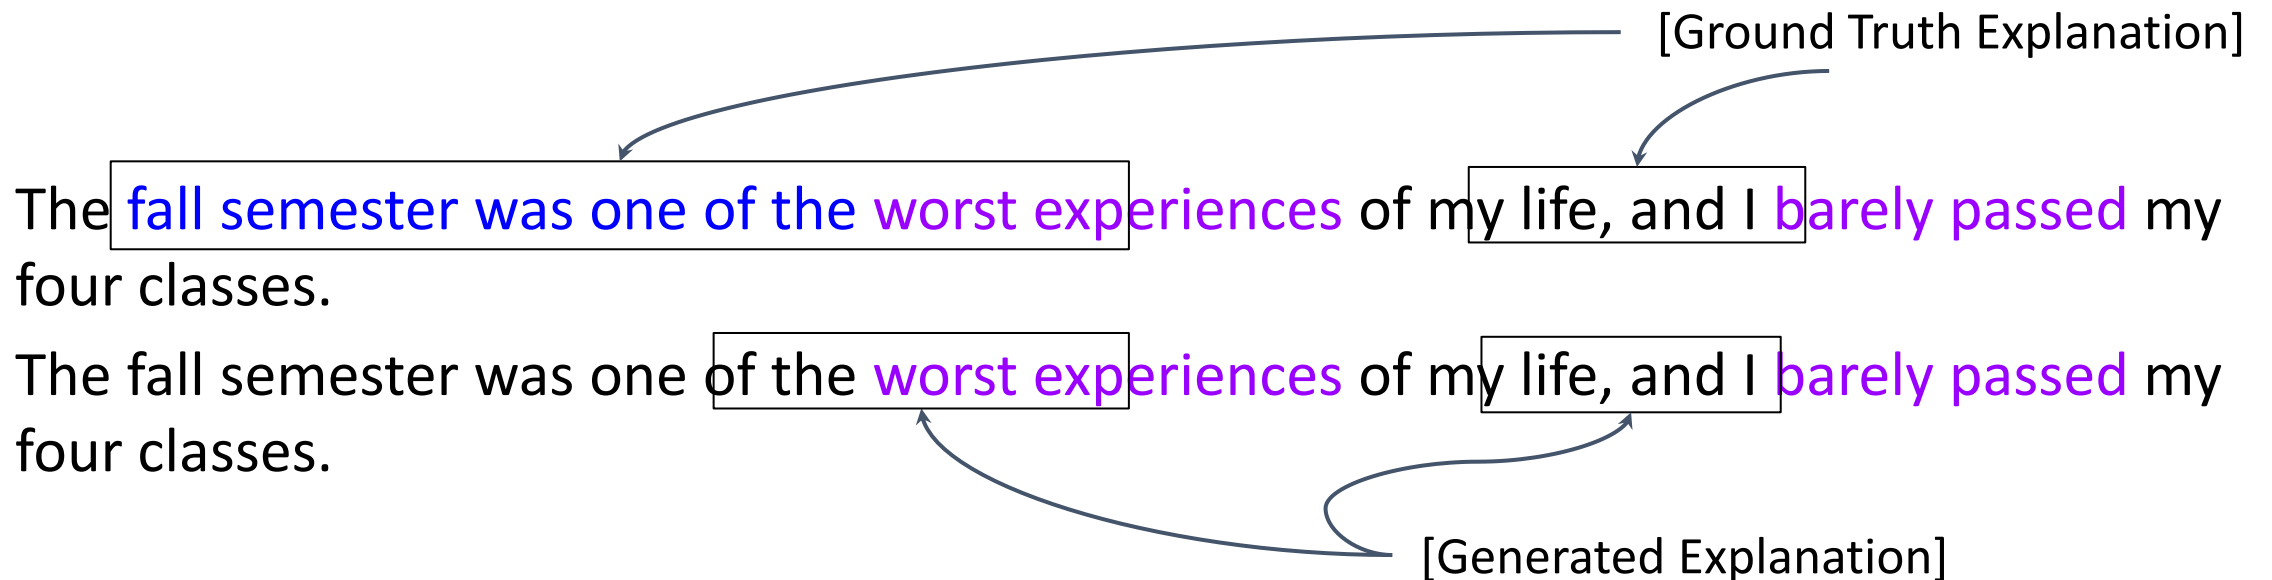 [Ground Truth Explanation]
The fall semester was one of the worst experiences of my life, and I barely passed my
four classes.
The fall semester was one of the worst experiences of my life, and I barely passed my
four classes.
[Generated Explanation]